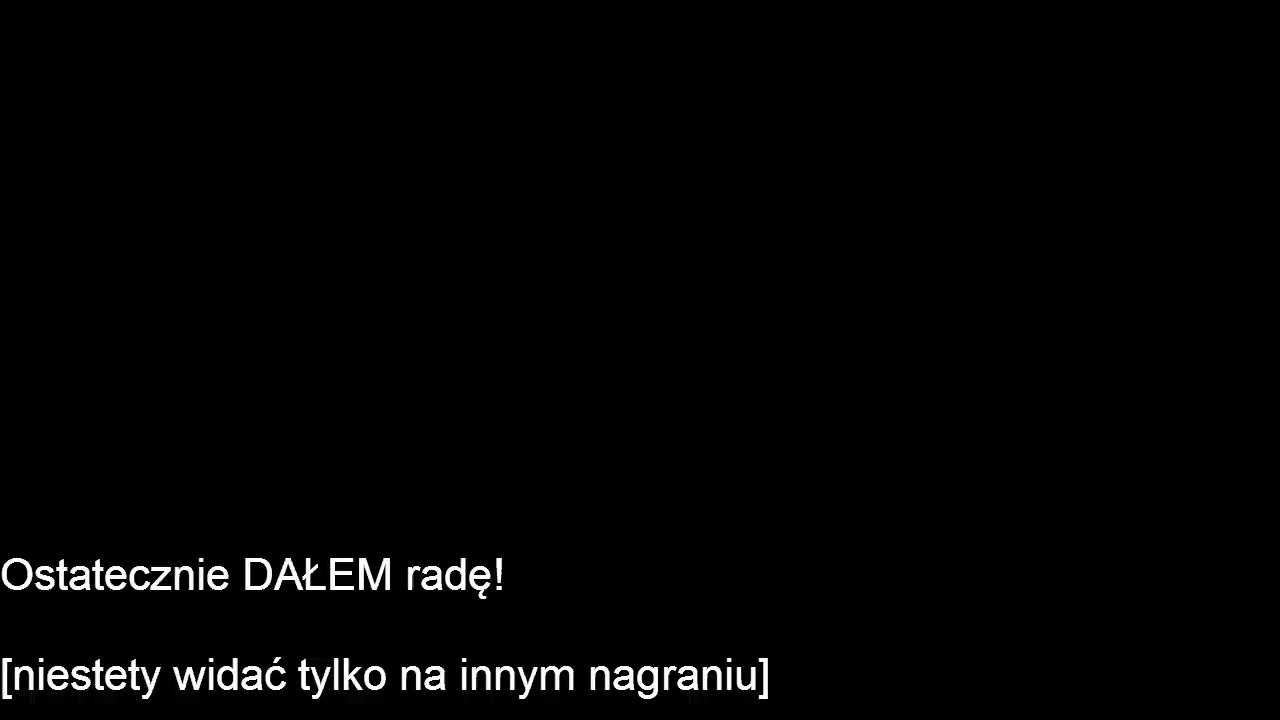 Ostatecznie DAŁEM radę!
[niestety widać tylko na innym nagraniu]